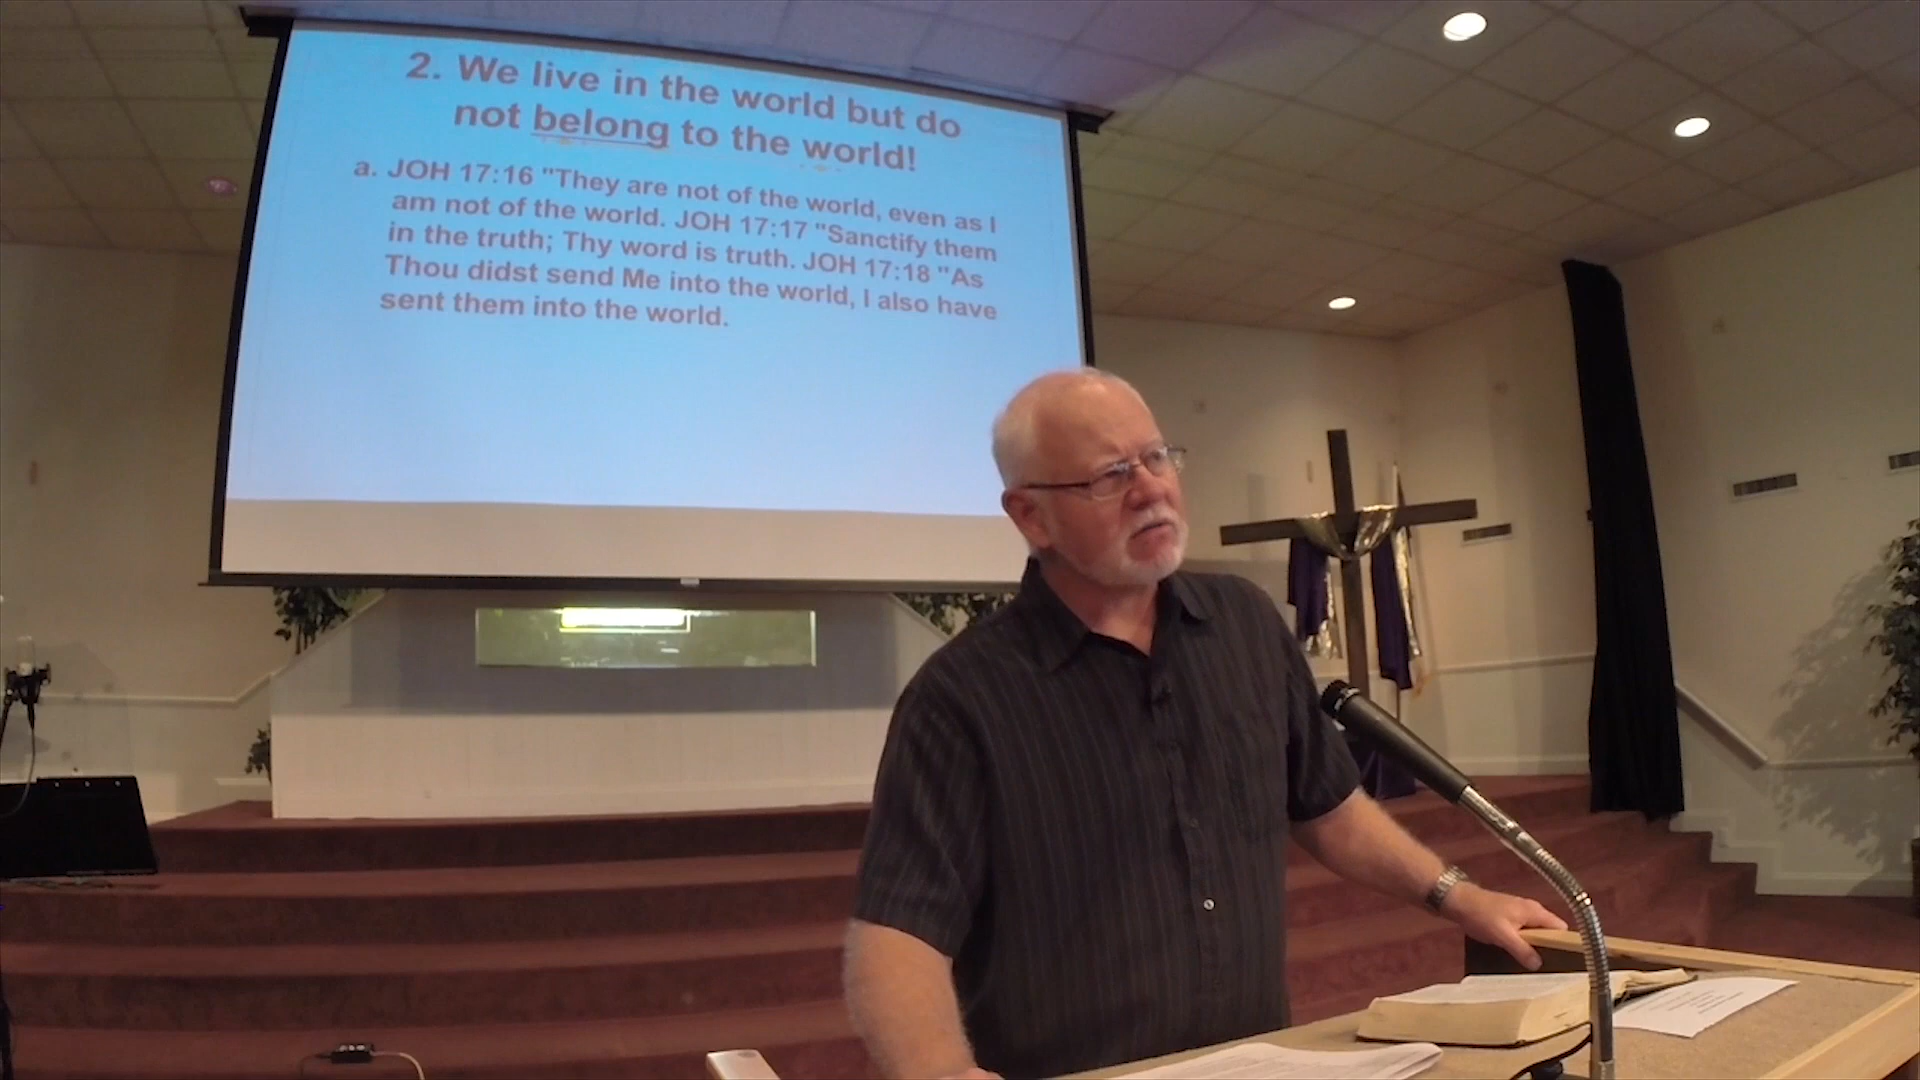 2. We live in the world but do
not belong to the world!
a. JOH 17:16 "They are not of the world, even as I
am not of the world. JOH 17:17 "Sanctify them
in the truth; Thy word is truth. JOH 17:18 "As
Thou didst send Me into the world, I also have
sent them into the world.